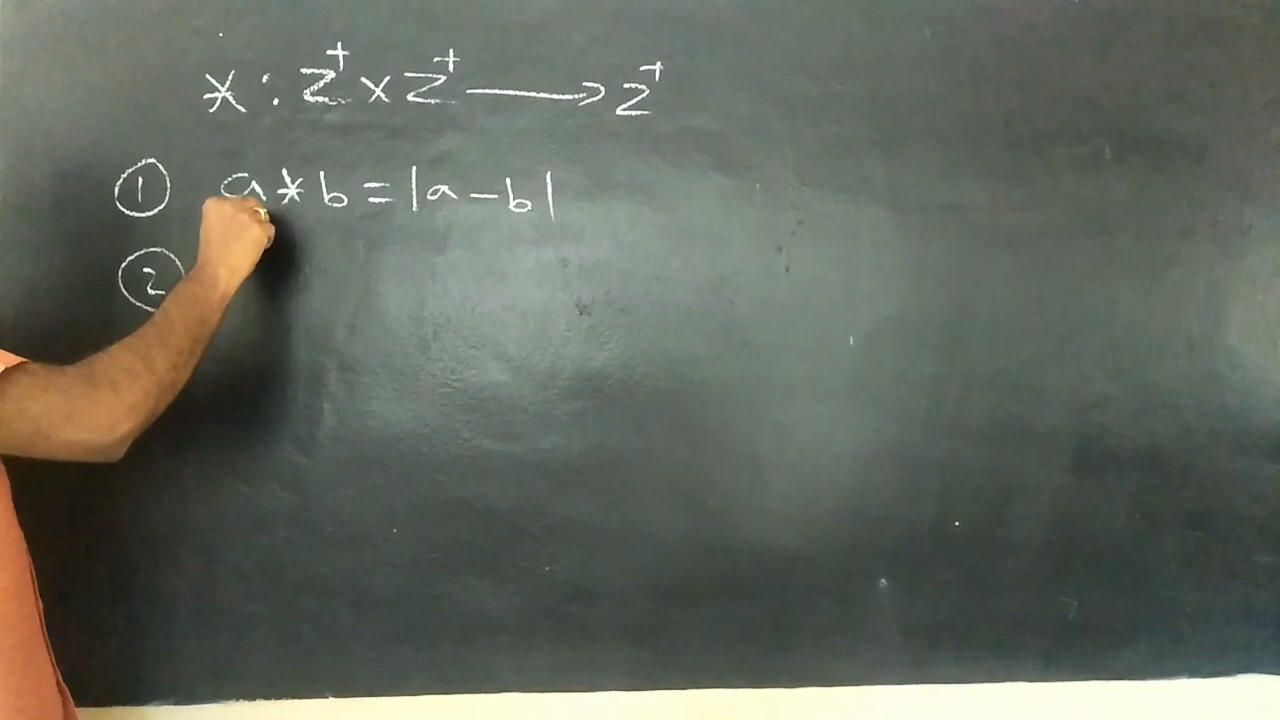 * : Z⁺ × Z⁺ ⟶ Z⁺
① a * b = |a - b|
②